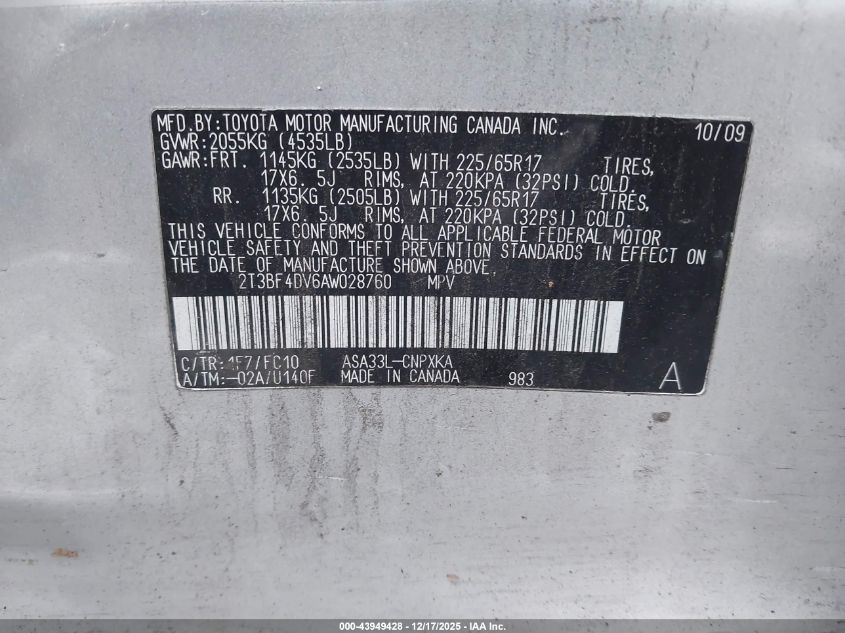 MFD.BY:TOYOTA MOTOR MANUFACTURING CANADA INC. 10/09
GVWR:2055KG (4535LB)
GAWR:FRT. 1145KG (2535LB) WITH 225/65R17 TIRES,
17X6. 5J RIMS, AT 220KPA (32PSI) COLD.
RR. 1135KG (2505LB) WITH 225/65R17 TIRES,
17X6. 5J RIMS, AT 220KPA (32PSI) COLD.
THIS VEHICLE CONFORMS TO ALL APPLICABLE FEDERAL MOTOR
VEHICLE SAFETY AND THEFT PREVENTION STANDARDS IN EFFECT ON
THE DATE OF MANUFACTURE SHOWN ABOVE.
2T3BF4DV6AW028760 MPV
C/TR:1F7/FC10 ASA33L-CNPXKA
A/TM:-02A/U140F MADE IN CANADA 983 A
000-43949428 - 12/17/2025 - IAA Inc.